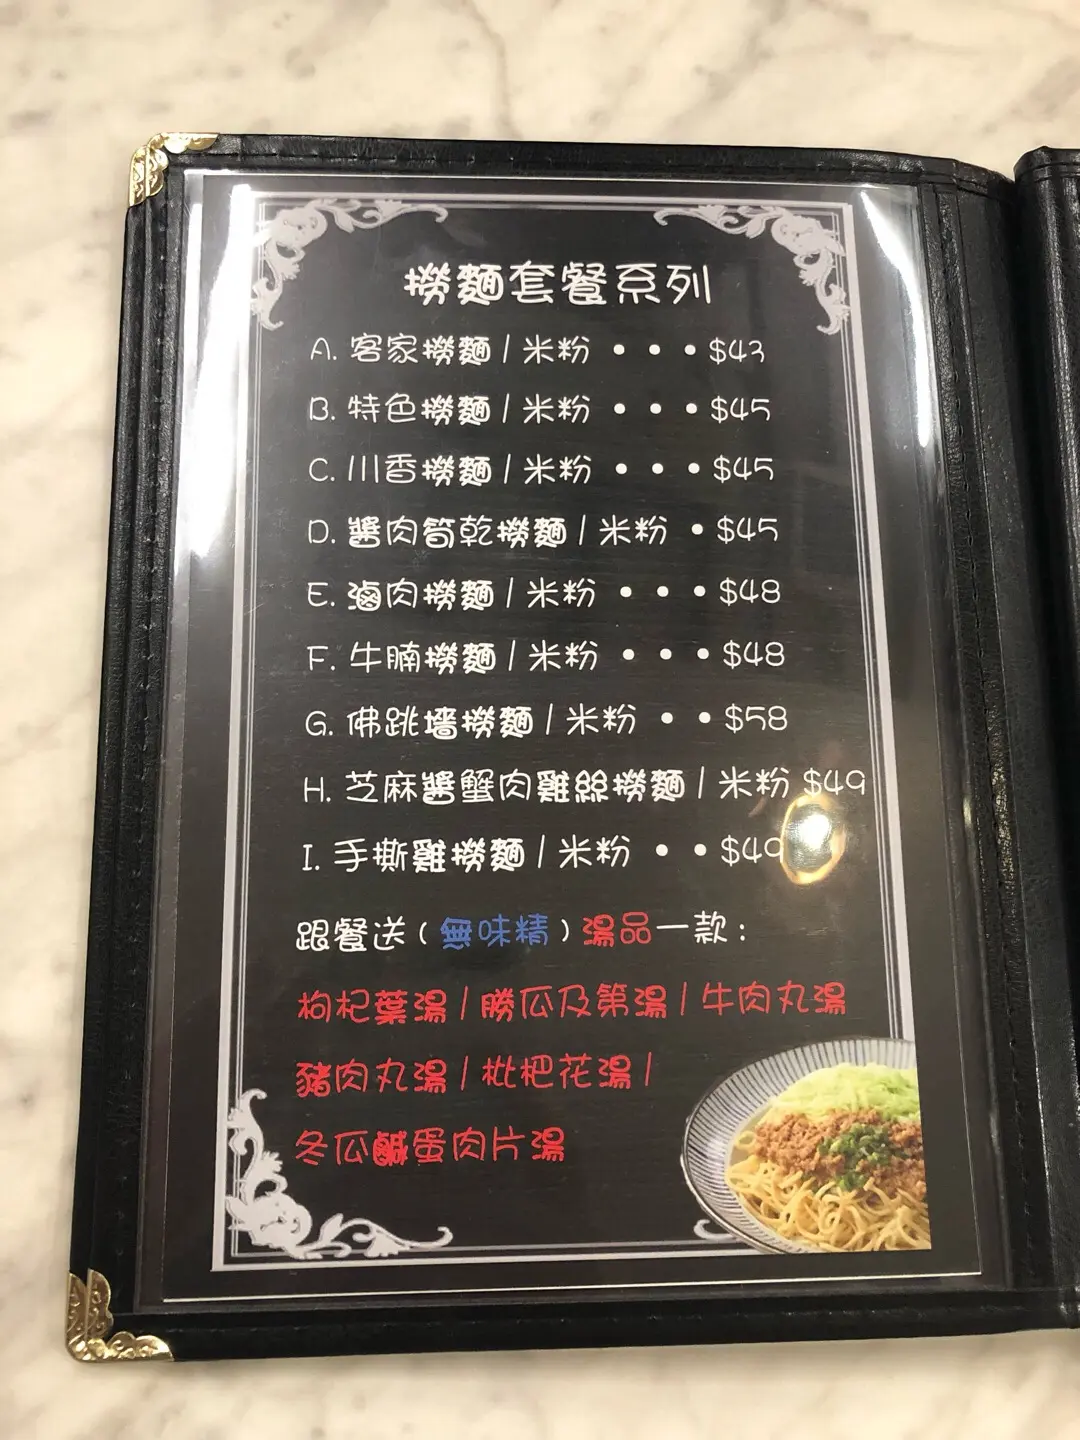 撈麵套餐系列
A. 客家撈麵 / 米粉 • • • $43
B. 特色撈麵 / 米粉 • • • $45
C. 川香撈麵 / 米粉 • • • $45
D. 醬肉筍乾撈麵 / 米粉 • $45
E. 滷肉撈麵 / 米粉 • • • $48
F. 牛腩撈麵 / 米粉 • • • $48
G. 佛跳墻撈麵 / 米粉 • • $58
H. 芝麻醬蟹肉雞絲撈麵 / 米粉 $49
I. 手撕雞撈麵 / 米粉 • • $49
跟餐送 ( 無味精 ) 湯品一款 :
枸杞葉湯 / 勝瓜及第湯 / 牛肉丸湯
豬肉丸湯 / 枇杷花湯 /
冬瓜鹹蛋肉片湯